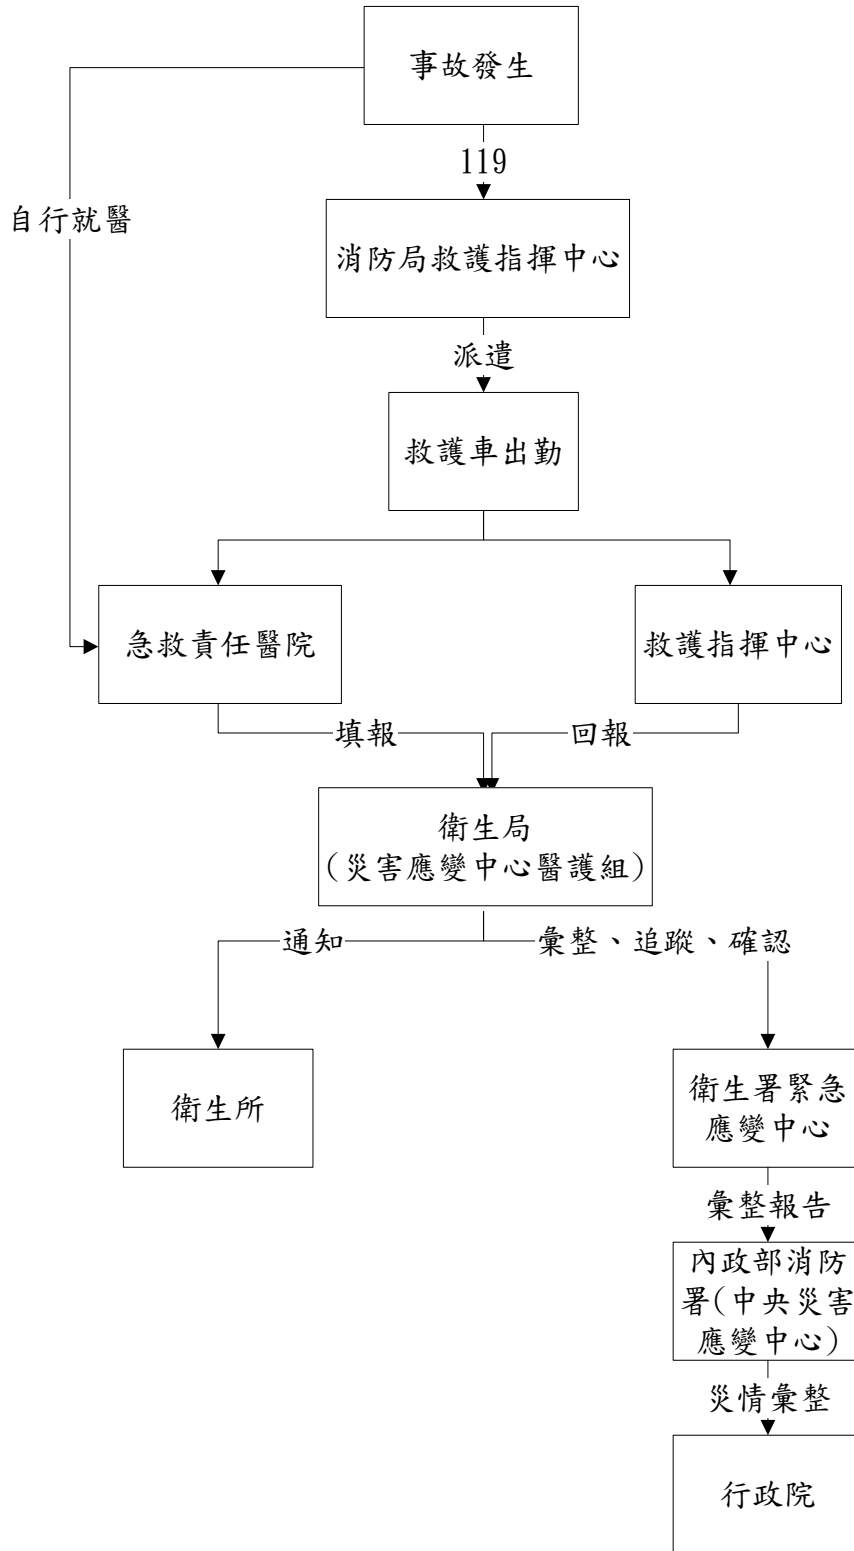 事故發生
119
自行就醫
消防局救護指揮中心
派遣
救護車出勤
急救責任醫院
救護指揮中心
填報
回報
衛生局
(災害應變中心醫護組)
通知
彙整、追蹤、確認
衛生所
衛生署緊急
應變中心
彙整報告
內政部消防
署(中央災害
應變中心)
災情彙整
行政院